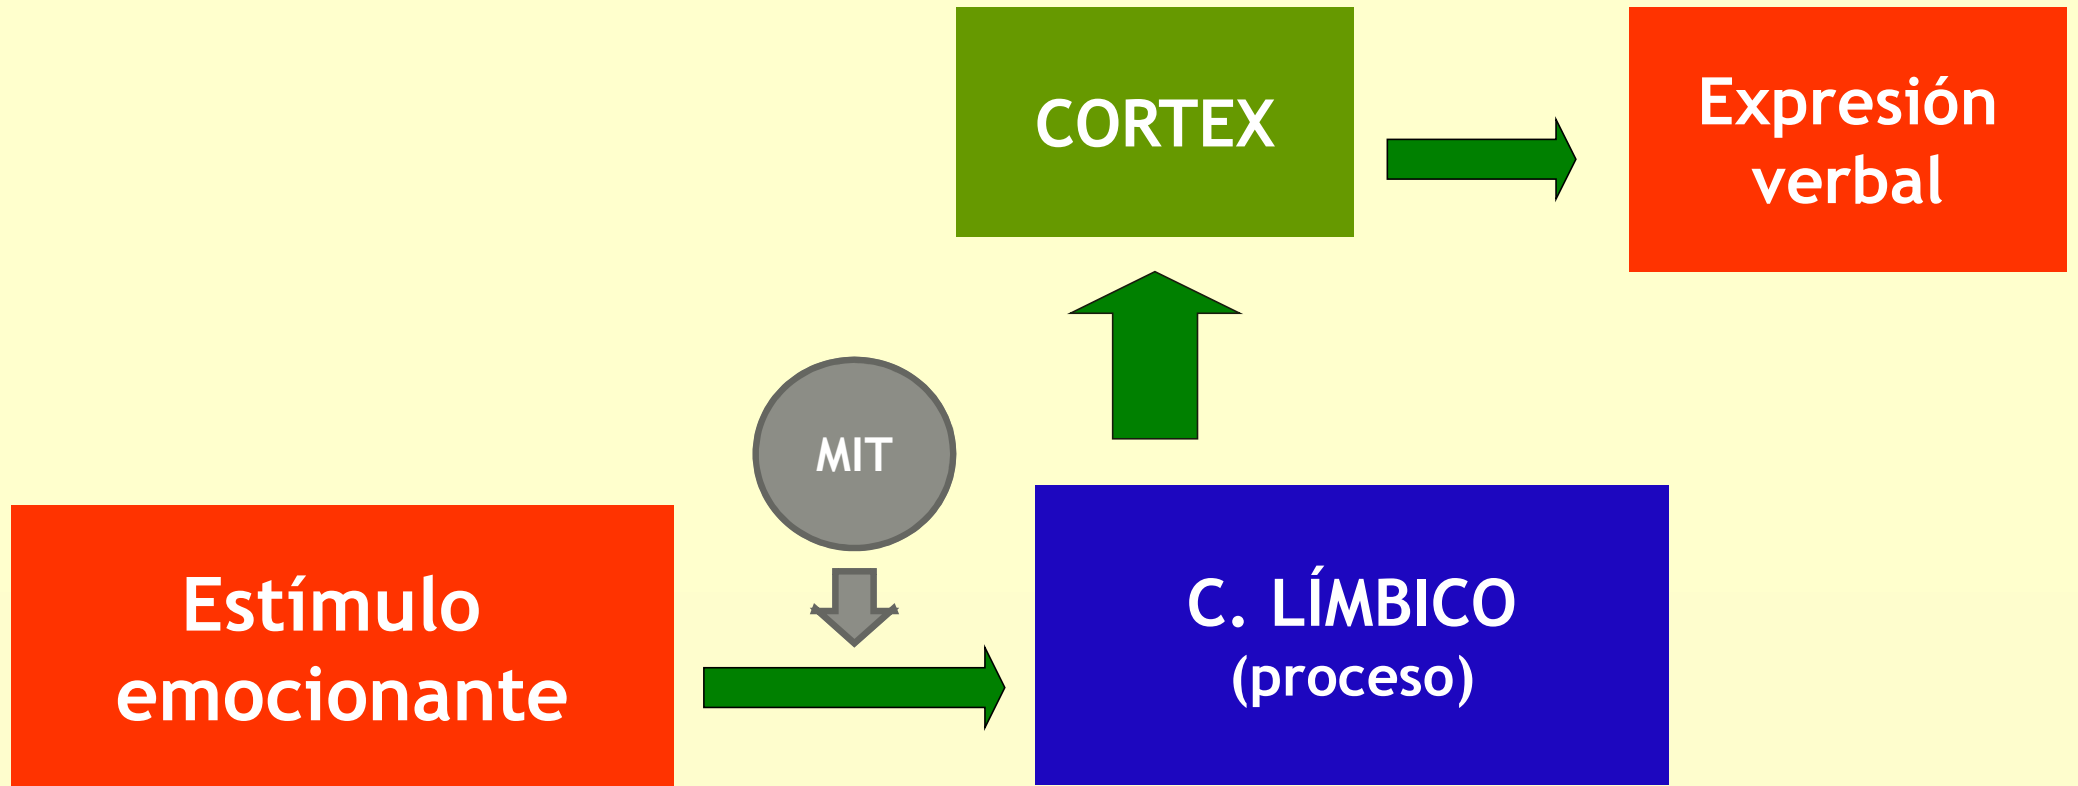 CORTEX
Expresión
verbal
MIT
Estímulo
emocionante
C. LÍMBICO
(proceso)